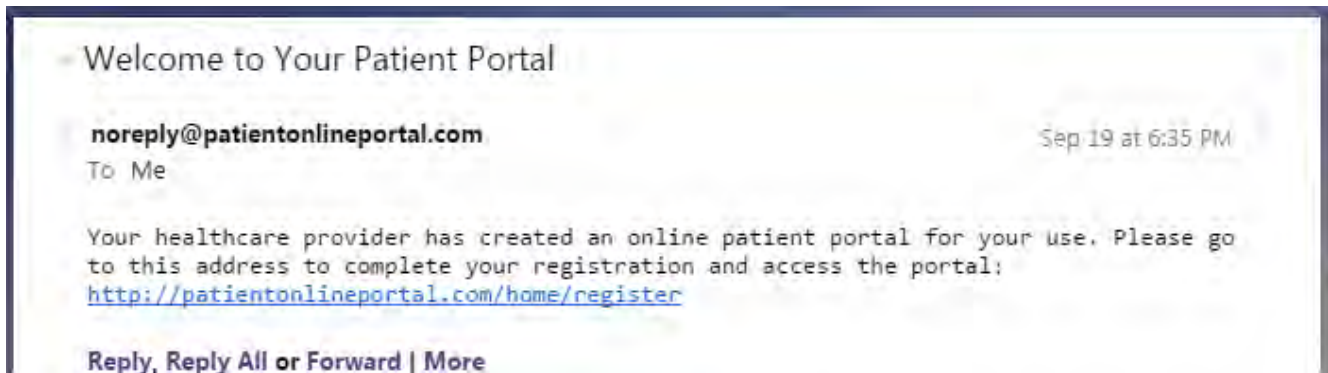 Welcome to Your Patient Portal
noreply@patientonlineportal.com
Sep 19 at 6:35 PM
To Me
Your healthcare provider has created an online patient portal for your use. Please go
to this address to complete your registration and access the portal:
http://patientonlineportal.com/home/register
Reply, Reply All or Forward | More